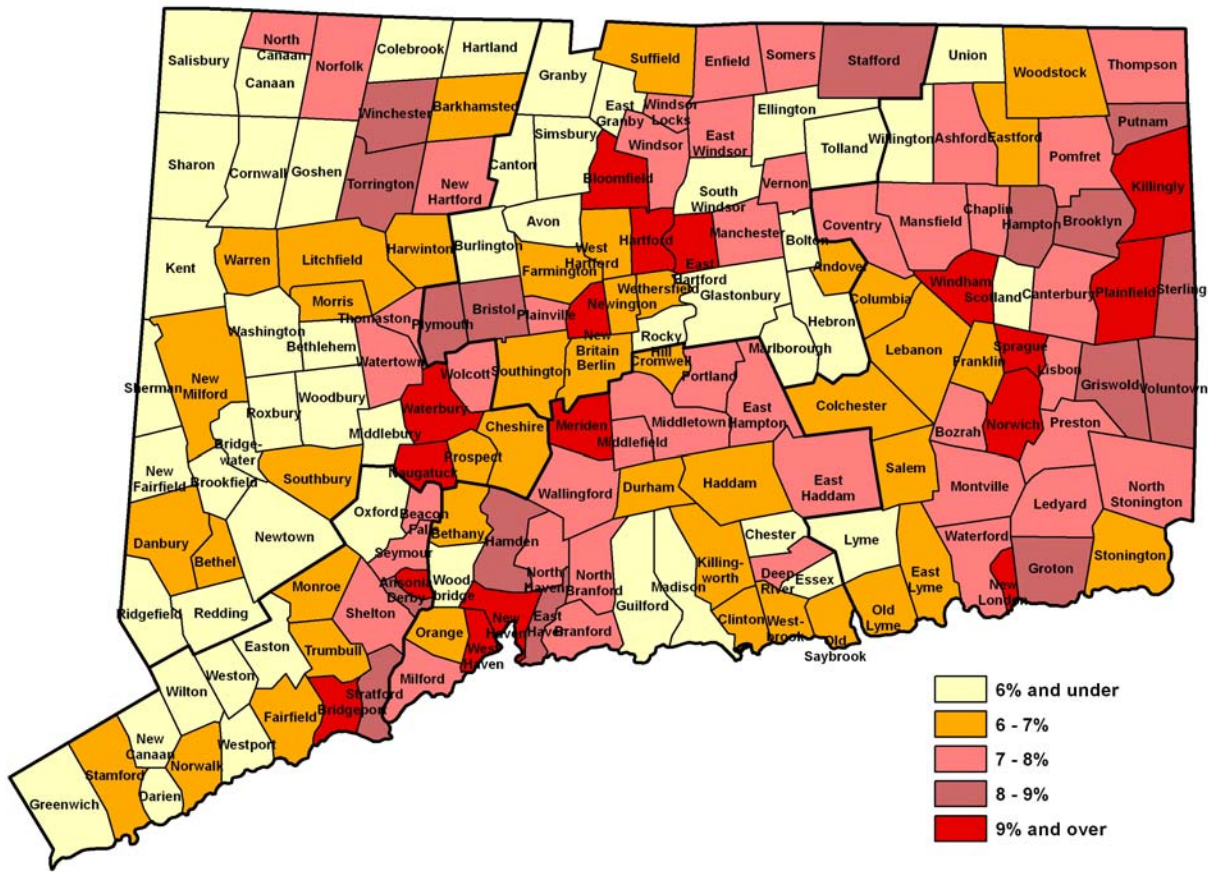 Salisbury
North
Canaan
Canaan
Norfolk
Colebrook
Hartland
Granby
Suffield
Enfield
Somers
Stafford
Union
Woodstock
Thompson
Winchester
Barkhamsted
East
Granby
Windsor
Locks
East
Windsor
Ellington
Willington
Ashford
Eastford
Putnam
Sharon
Cornwall
Goshen
Torrington
New
Hartford
Canton
Simsbury
Bloomfield
Windsor
South
Windsor
Vernon
Tolland
Pomfret
Killingly
Kent
Warren
Litchfield
Harwinton
Burlington
Avon
Farmington
West
Hartford
Hartford
East
Hartford
Manchester
Bolton
Coventry
Mansfield
Chaplin
Hampton
Brooklyn
Andover
Columbia
Windham
Scotland
Canterbury
Plainfield
Sterling
Morris
Thomaston
Plymouth
Bristol
Plainville
Newington
Wethersfield
Glastonbury
Hebron
Washington
Bethlehem
Watertown
Wolcott
Southington
New
Britain
Berlin
Rocky
Hill
Cromwell
Marlborough
Lebanon
Franklin
Sprague
Lisbon
Griswold
Voluntown
Sherman
New
Milford
Roxbury
Woodbury
Middlebury
Waterbury
Cheshire
Meriden
Middlefield
Middletown
Portland
East
Hampton
Colchester
Bozrah
Norwich
Preston
Bridge-
water
New
Fairfield
Brookfield
Southbury
Naugatuck
Prospect
Wallingford
Durham
Haddam
East
Haddam
Salem
Montville
Ledyard
North
Stonington
Danbury
Bethel
Newtown
Oxford
Beacon
Falls
Bethany
Hamden
Seymour
Ansonia
Derby
Wood-
bridge
North
Haven
North
Branford
Guilford
Madison
Killing-
worth
Chester
Deep
River
Essex
Lyme
East
Lyme
Waterford
New
London
Groton
Stonington
Ridgefield
Redding
Monroe
Shelton
Orange
New
Haven
West
Haven
East
Haven
Branford
Clinton
West-
brook
Old
Saybrook
Old
Lyme
Easton
Trumbull
Stratford
Milford
Wilton
Weston
Fairfield
Bridgeport
New
Canaan
Norwalk
Westport
Greenwich
Stamford
Darien
6% and under
6 - 7%
7 - 8%
8 - 9%
9% and over